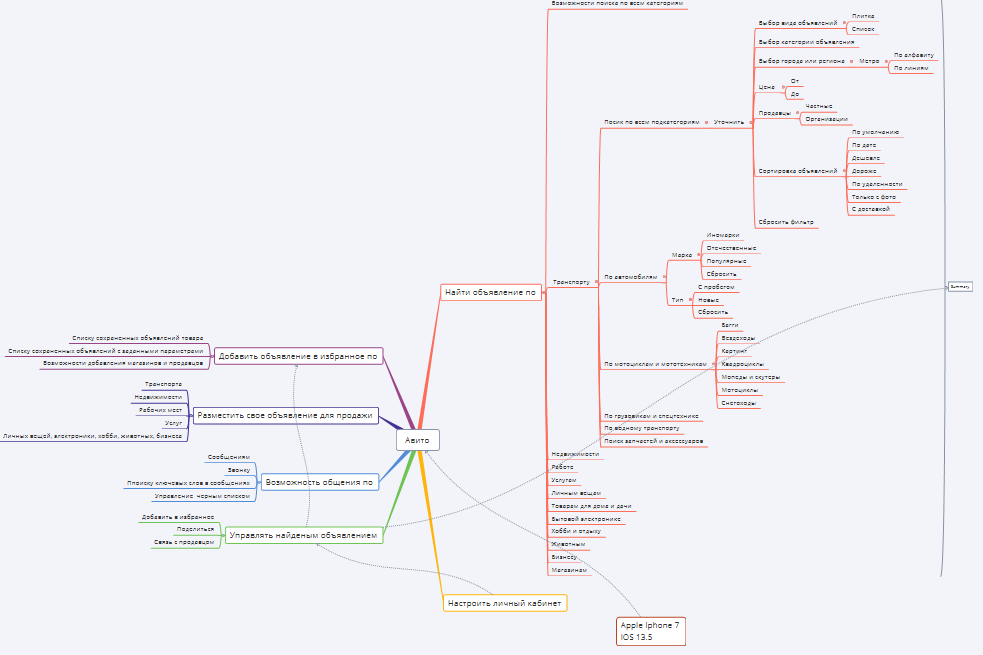 Возможности поиска по всем категориям
Выбор вида объявлений
Плитка
Список
Выбор категории объявления
Выбор города или региона
Метро
По алфавиту
По линиям
Цена
От
До
Продавцы
Частные
Организации
Посик по всем подкатегориям
Уточнить
Сортировка объявлений
По умолчанию
По дате
Дешевле
Дороже
По удаленности
Только с фото
С доставкой
Сбросить фильтр
Транспорту
По автомобилям
Марка
Иномарки
Отечественные
Популярные
Сбросить
Тип
С пробегом
Новые
Сбросить
По мотоциклам и мототехникам
Багги
Вездеходы
Картинг
Квадроциклы
Мопеды и скутеры
Мотоциклы
Снегоходы
По грузовикам и спецтехнике
По водному транспорту
Поиск запчастей и аксессуаров
Недвижимости
Работе
Услугам
Личным вещам
Товарам для дома и дачи
Бытовой электронике
Хобби и отдыху
Животным
Бизнесу
Магазинам
Summary
Найти объявление по
Авито
Добавить объявление в избранное по
Списку сохраненных объявлений товара
Списку сохраненных объявлений с заданными параметрами
Возможности добавления магазинов и продавцов
Разместить свое объявление для продажи
Транспорта
Недвижимости
Рабочих мест
Услуг
Личных вещей, электроники, хобби, животных, бизнеса
Возможность общения по
Сообщениям
Звонку
Ппоиску ключевых слов в сообщениях
Управление черным списком
Управлять найденым объявлением
Добавить в избранное
Поделиться
Связь с продавцом
Настроить личный кабинет
Apple Iphone 7
IOS 13.5